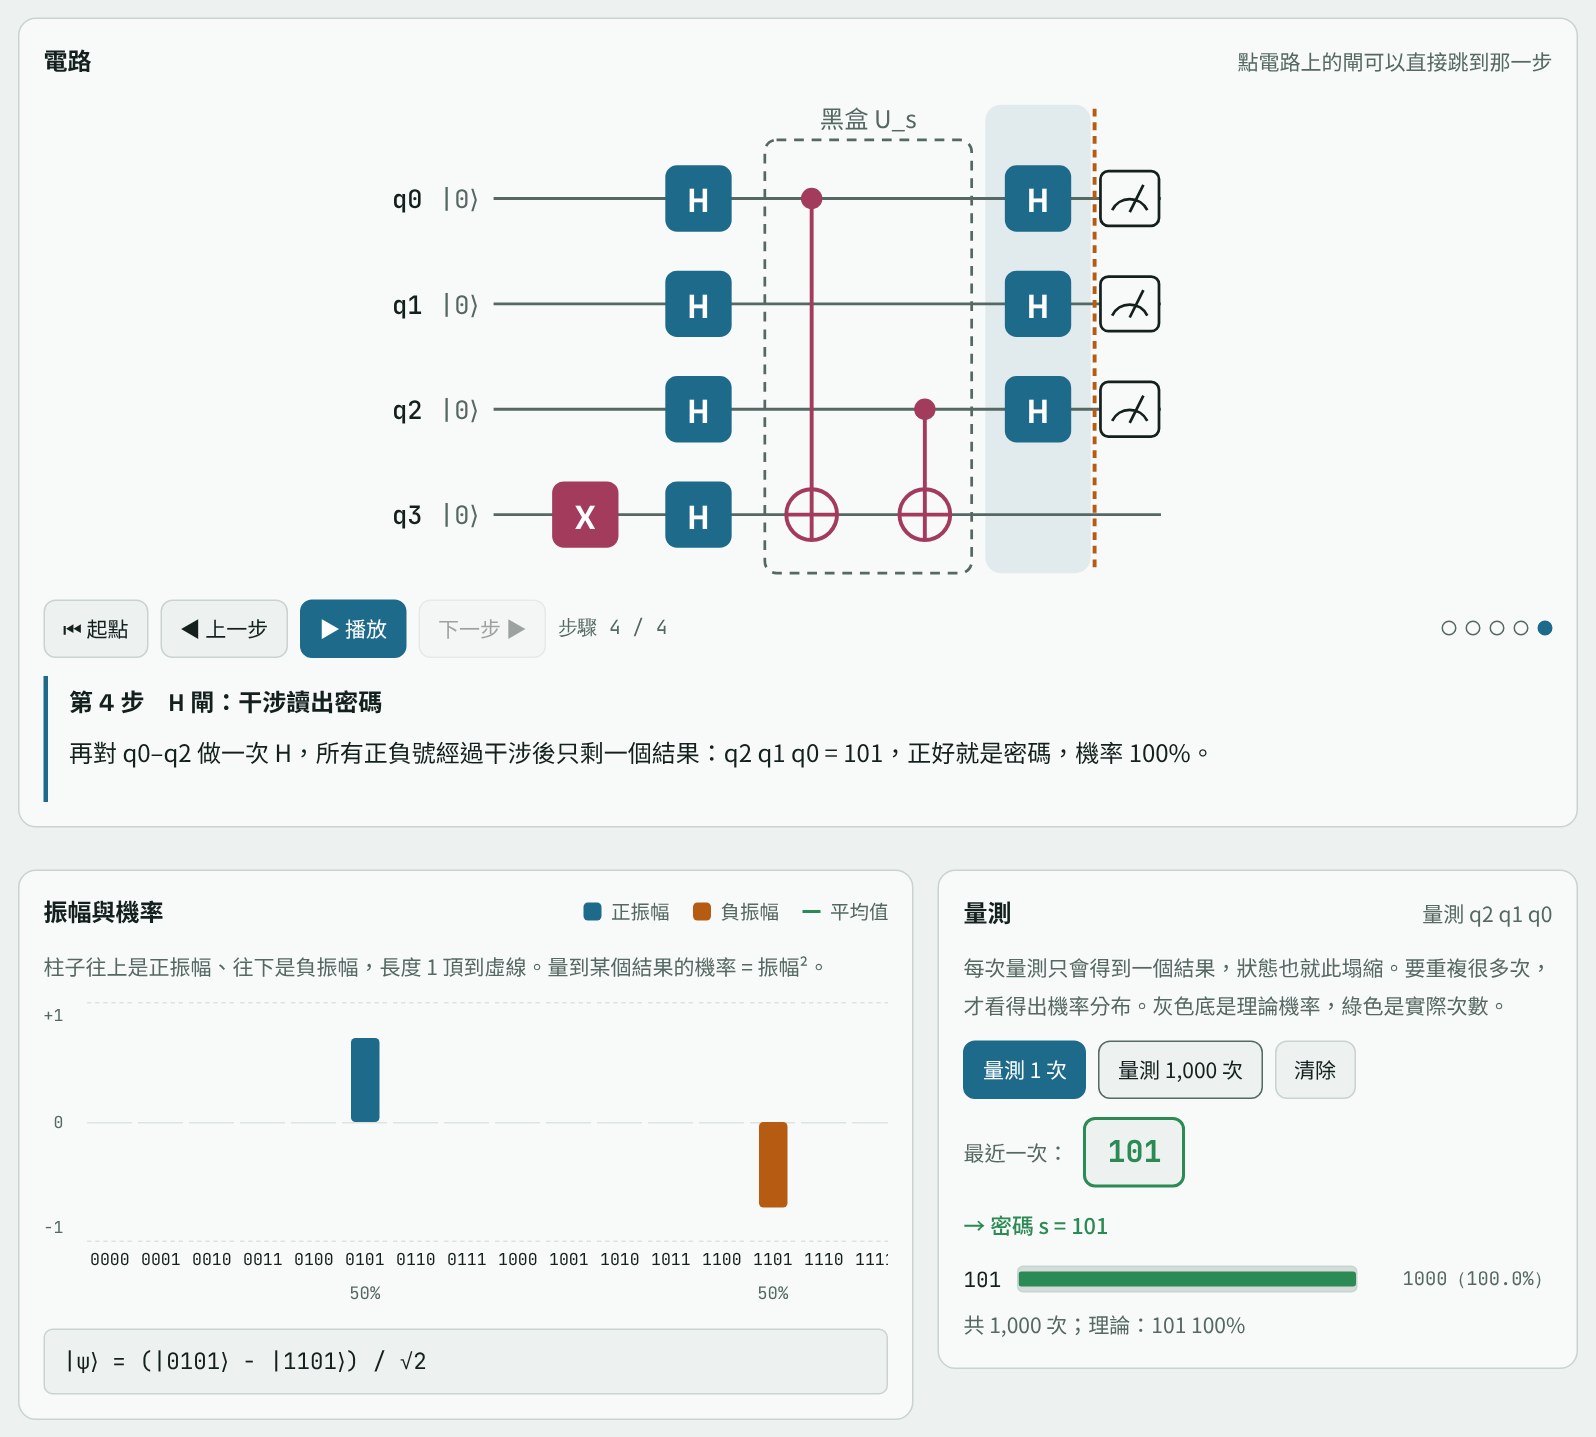 電路
點電路上的閘可以直接跳到那一步
黑盒 U_s
q0 |0⟩ H H
q1 |0⟩ H H
q2 |0⟩ H H
q3 |0⟩ X H
⏮ 起點
◀ 上一步
▶ 播放
下一步 ▶
步驟 4 / 4
第 4 步 H 閘：干涉讀出密碼
再對 q0–q2 做一次 H，所有正負號經過干涉後只剩一個結果：q2 q1 q0 = 101，正好就是密碼，機率 100%。
振幅與機率
正振幅 負振幅 平均值
柱子往上是正振幅、往下是負振幅，長度 1 頂到虛線。量到某個結果的機率 = 振幅²。
+1
0
-1
0000 0001 0010 0011 0100 0101 0110 0111 1000 1001 1010 1011 1100 1101 1110 1111
50% 50%
|ψ⟩ = (|0101⟩ - |1101⟩) / √2
量測
量測 q2 q1 q0
每次量測只會得到一個結果，狀態也就此塌縮。要重複很多次，
才看得出機率分布。灰色底是理論機率，綠色是實際次數。
量測 1 次
量測 1,000 次
清除
最近一次： 101
→ 密碼 s = 101
101 1000 (100.0%)
共 1,000 次；理論：101 100%